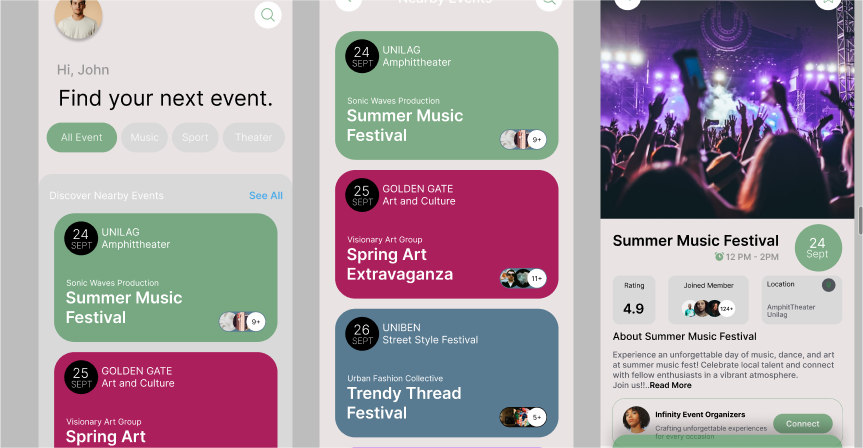 Hi, John
Find your next event.
All Event
Music
Sport
Theater
Discover Nearby Events
See All
24
SEPT
UNILAG
Amphittheater
Sonic Waves Production
Summer Music
Festival
9+
25
SEPT
GOLDEN GATE
Art and Culture
Visionary Art Group
Spring Art
Nearby Events
24
SEPT
UNILAG
Amphittheater
Sonic Waves Production
Summer Music
Festival
9+
25
SEPT
GOLDEN GATE
Art and Culture
Visionary Art Group
Spring Art
Extravaganza
11+
26
SEPT
UNIBEN
Street Style Festival
Urban Fashion Collective
Trendy Thread
Festival
5+
Summer Music Festival
12 PM - 2PM
24
Sept
Rating
4.9
Joined Member
124+
Location
AmphitTheater
Unilag
About Summer Music Festival
Experience an unforgettable day of music, dance, and art
at summer music fest! Celebrate local talent and connect
with fellow enthusiasts in a vibrant atmosphere.
Join us!!..Read More
Infinity Event Organizers
Crafting unforgettable experiences
for every occasion
Connect